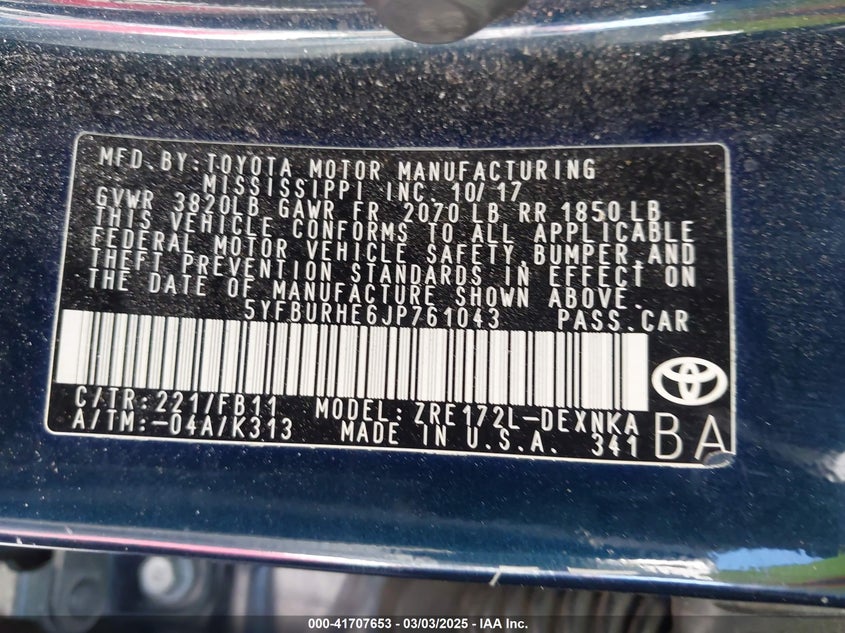 MFD. BY: TOYOTA MOTOR MANUFACTURING
MISSISSIPPI INC. 10/17
GVWR 3820LB GAWR FR 2070 LB RR 1850 LB
THIS VEHICLE CONFORMS TO ALL APPLICABLE
FEDERAL MOTOR VEHICLE SAFETY, BUMPER, AND
THEFT PREVENTION STANDARDS IN EFFECT ON
THE DATE OF MANUFACTURE SHOWN ABOVE.
5YFBURHE6JP761043 PASS. CAR
C/TR: 221/FB11 MODEL: ZRE172L-DEXNKA
A/TM: -04A/K313 MADE IN U.S.A. 341
BA
000-41707653 - 03/03/2025 - IAA Inc.